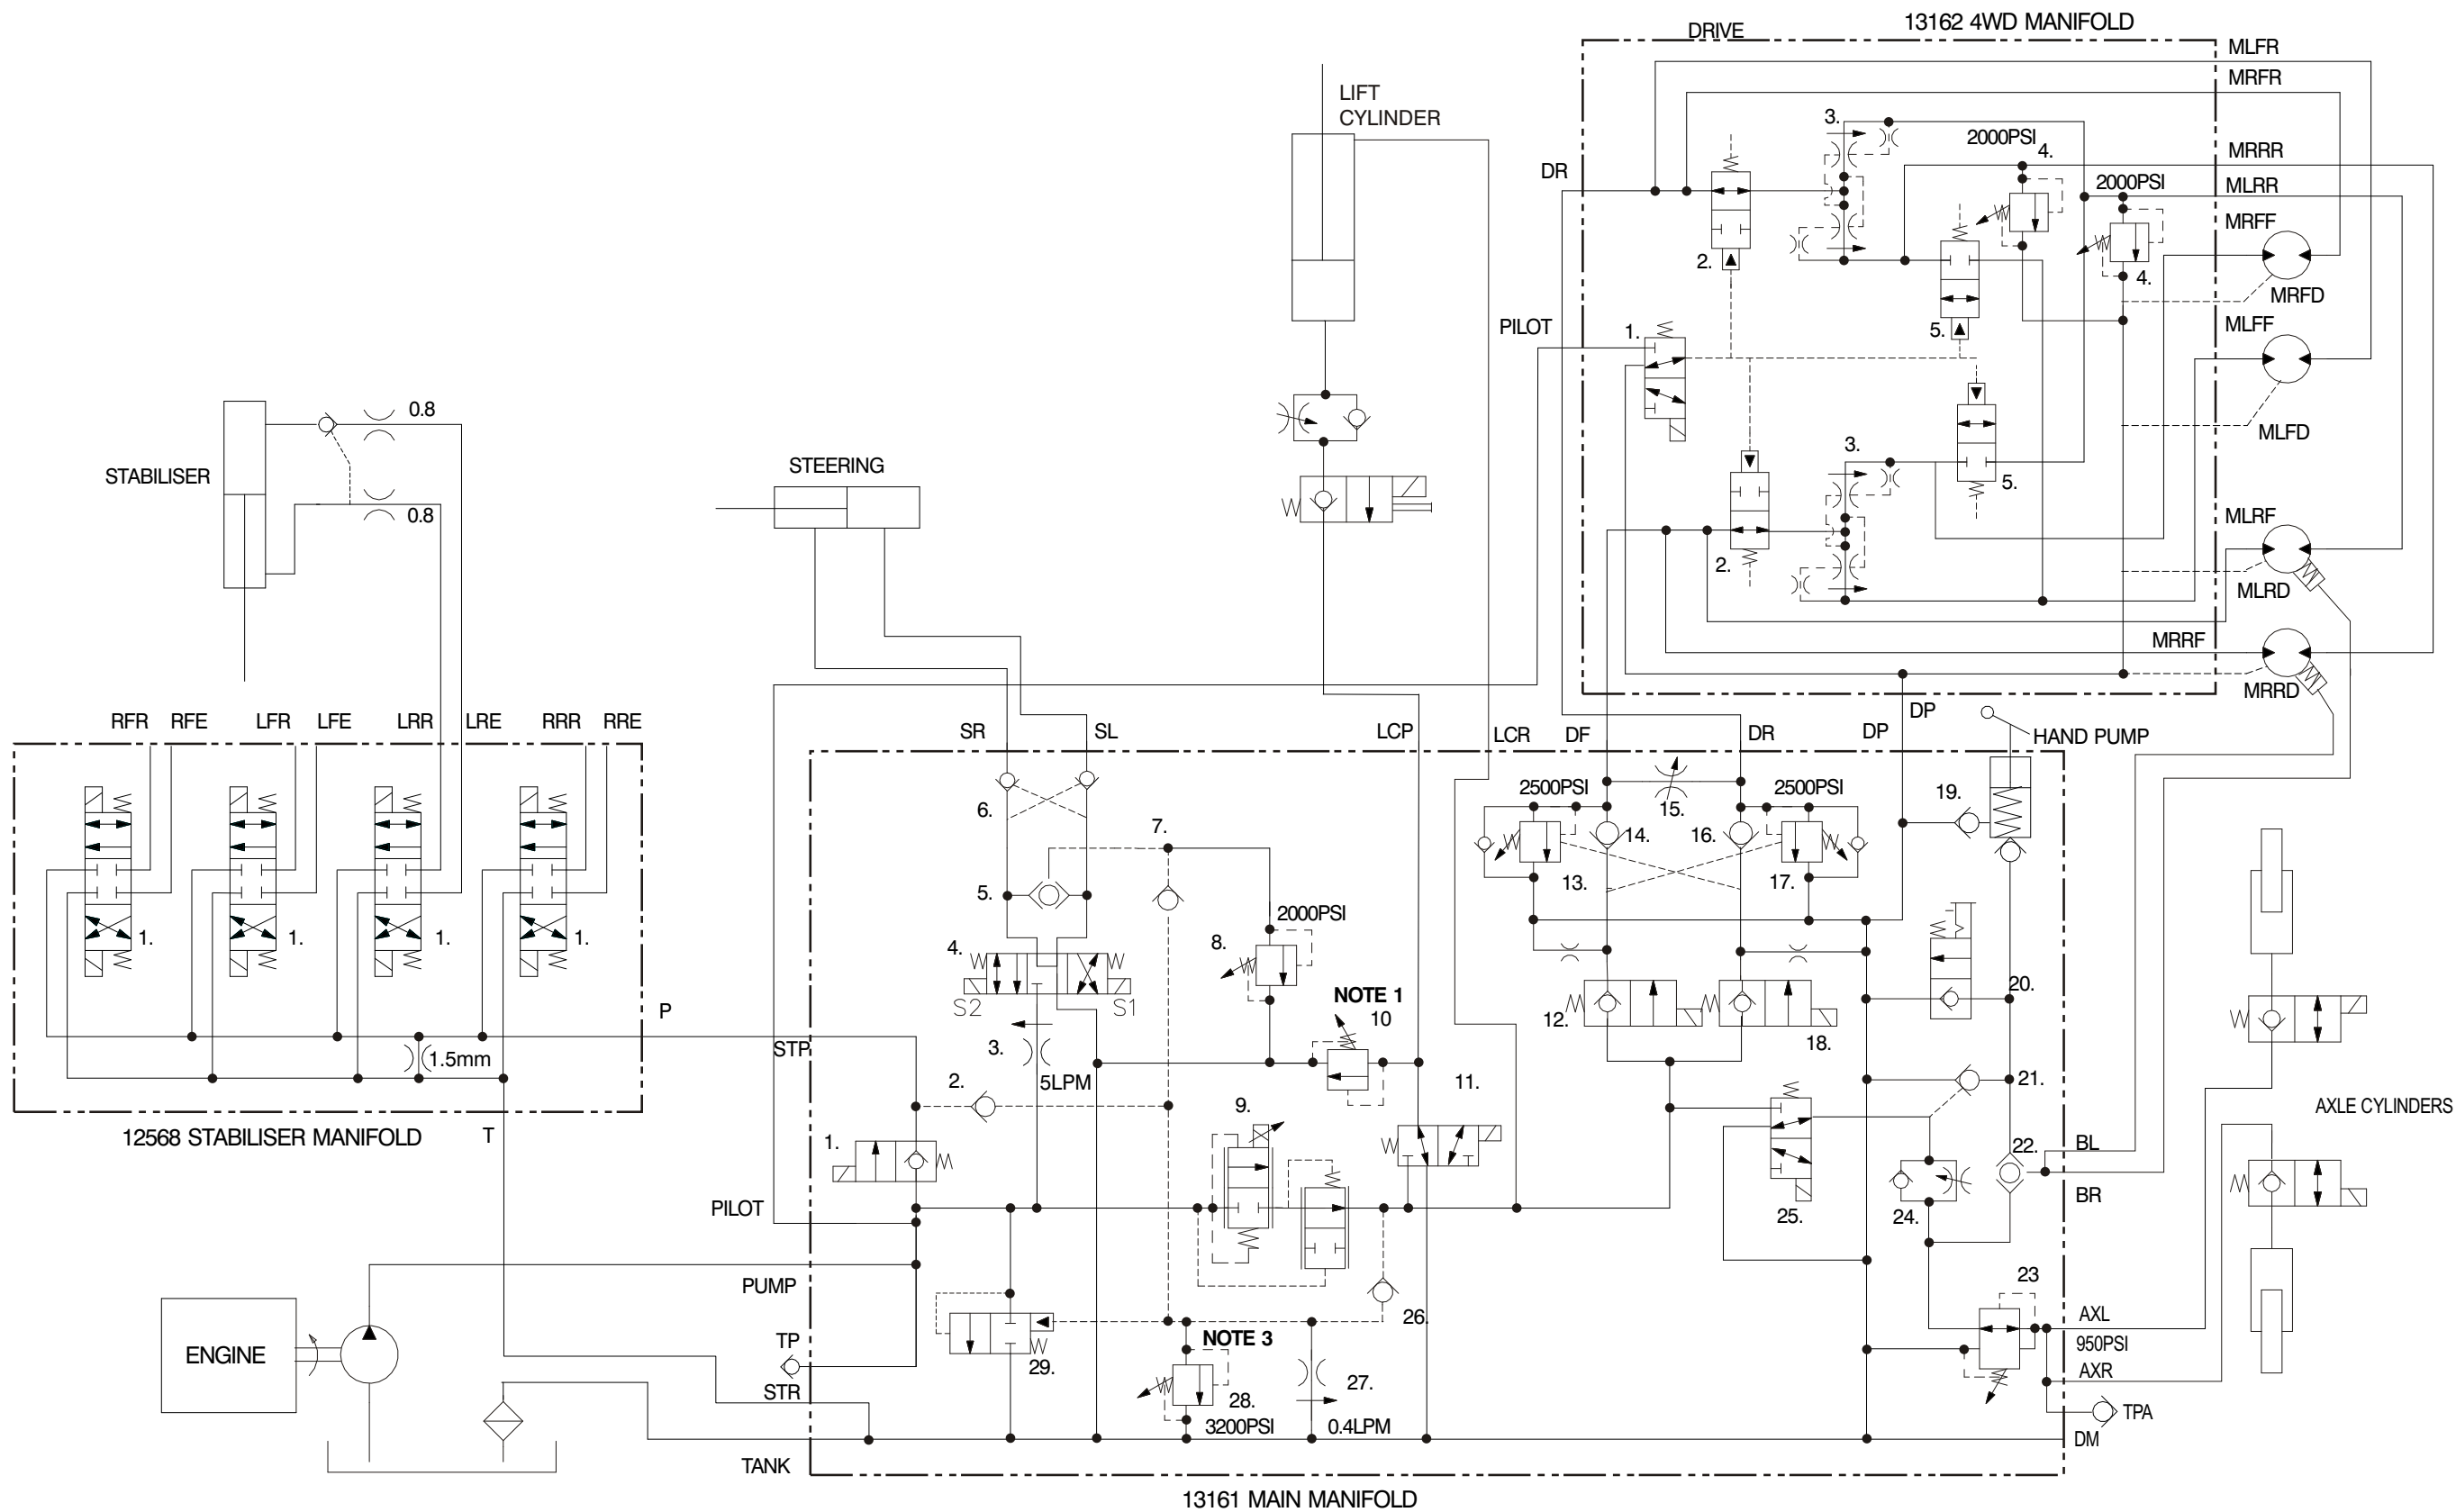 13162 4WD MANIFOLD
DRIVE
MLFR
MRFR
LIFT
CYLINDER
3.
2000PSI
4.
MRRR
DR
2000PSI
MLRR
MRFF
2.
4.
MRFD
PILOT
1.
5.
MLFF
0.8
MLFD
STABILISER
STEERING
3.
5.
0.8
MLRF
2.
MLRD
MRRF
MRRD
RFR
RFE
LFR
LFE
LRR
LRE
RRR
RRE
SR
SL
LCP
LCR
DF
DR
DP
DP
HAND PUMP
2500PSI
2500PSI
15.
19.
6.
7.
14.
16.
13.
17.
5.
2000PSI
1.
1.
1.
1.
4.
8.
S2
S1
P
NOTE 1
10
12.
18.
20.
STP
3.
1.5mm
2.
5LPM
11.
21.
9.
AXLE CYLINDERS
12568 STABILISER MANIFOLD
T
1.
22.
BL
BR
PILOT
25.
24.
PUMP
23
26.
AXL
TP
NOTE 3
950PSI
ENGINE
29.
AXR
STR
28.
27.
TPA
3200PSI
0.4LPM
DM
TANK
13161 MAIN MANIFOLD